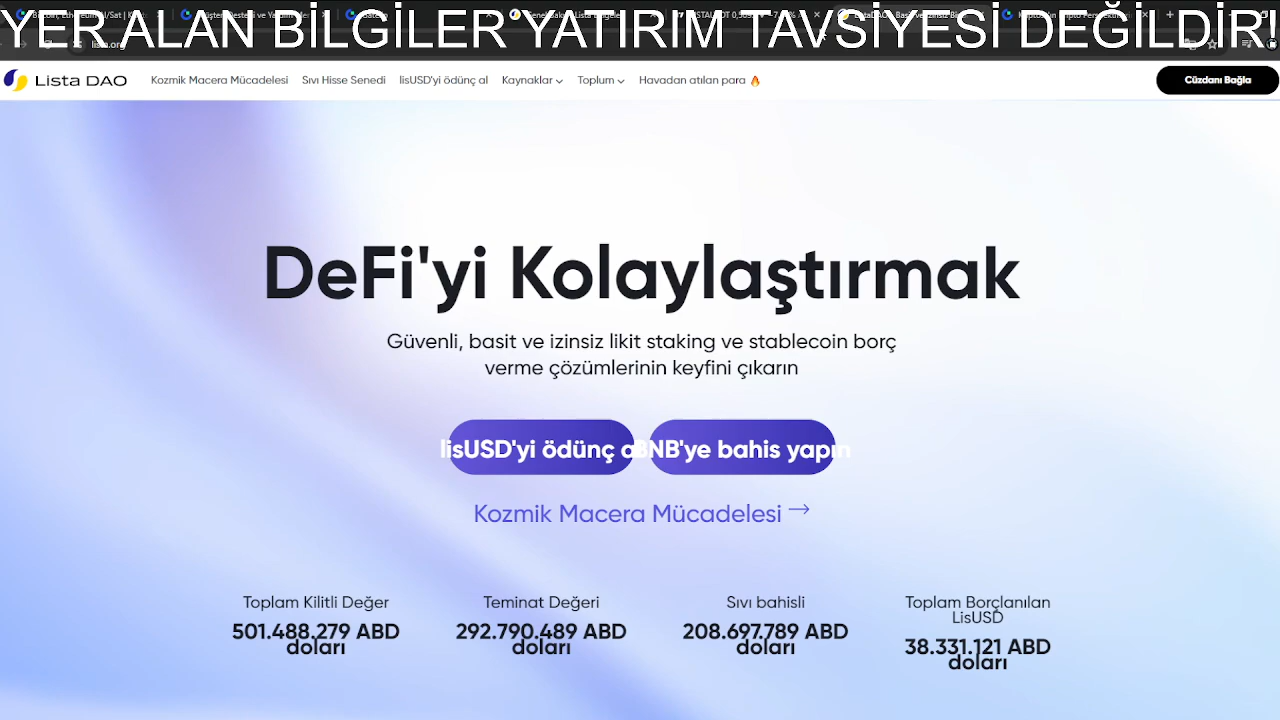 YER ALAN BİLGİLER YATIRIM TAVSİYESİ DEĞİLDİR!
Lista DAO
Kozmik Macera Mücadelesi
Sıvı Hisse Senedi
lisUSD'yi ödünç al
Kaynaklar
Toplum
Havadan atılan para
Cüzdanı Bağla
DeFi'yi Kolaylaştırmak
Güvenli, basit ve izinsiz likit staking ve stablecoin borç
verme çözümlerinin keyfini çıkarın
lisUSD'yi ödünç a
BNB'ye bahis yapın
Kozmik Macera Mücadelesi →
Toplam Kilitli Değer
501.488.279 ABD
doları
Teminat Değeri
292.790.489 ABD
doları
Sıvı bahisli
208.697.789 ABD
doları
Toplam Borçlanılan
LisUSD
38.331.121 ABD
doları